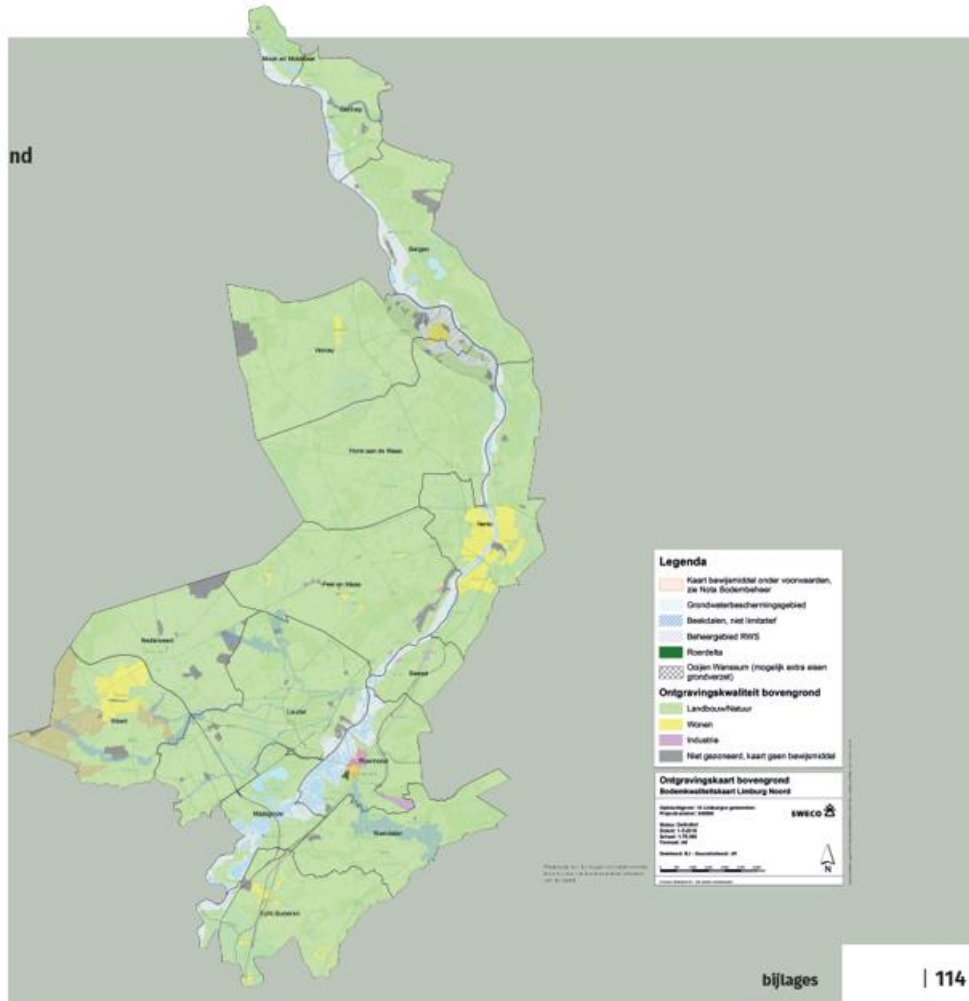 nd
Mook en Middelaar
Gennep
Bergen
Venray
Horst aan de Maas
Venlo
Peel en Maas
Nederweert
Beesel
Weert
Leudal
Roermond
Maasgouw
Roerdalen
Echt-Susteren
Legenda
Kaart bewijsmiddel onder voorwaarden,
zie Nota Bodembeheer
Grondwaterbeschermingsgebied
Beekdalen, niet limitatief
Beheergebied RWS
Roerdelta
Ooijen Wanssum (mogelijk extra eisen
grondverzet)
Ontgravingskwaliteit bovengrond
Landbouw/Natuur
Wonen
Industrie
Niet gezoneerd, kaart geen bewijsmiddel
Ontgravingskaart bovengrond
Bodemkwaliteitskaart Limburg Noord
SWECO
N
bijlages
| 114